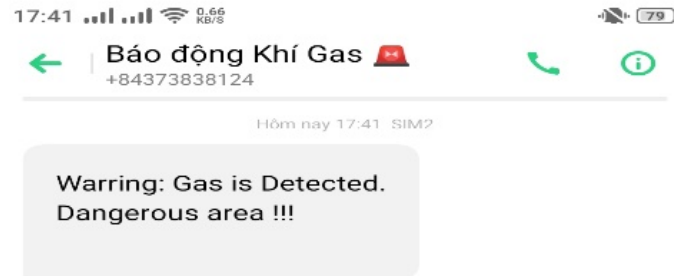 17:41 0.66 KB/S 79
Báo động Khí Gas 🚨
+84373838124
Hôm nay 17:41 SIM2
Warring: Gas is Detected.
Dangerous area !!!